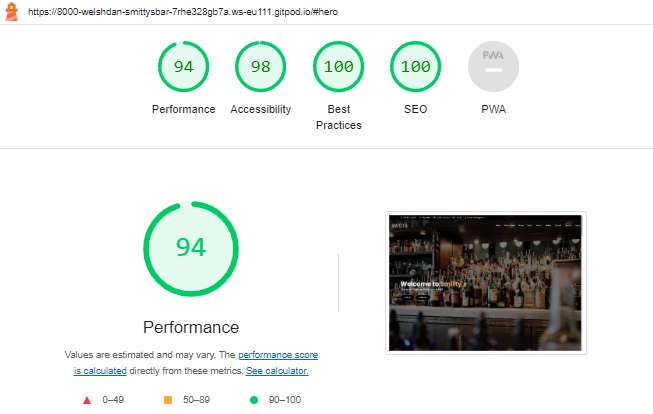 https://8000-welshdan-smittysbar-7rhe328gb7a.ws-eu111.gitpod.io/#hero
94
98
100
100
PWA
Performance
Accessibility
Best
Practices
SEO
PWA
94
Performance
Values are estimated and may vary. The performance score
is calculated directly from these metrics. See calculator.
0–49
50–89
90–100
Welcome to Smitty's